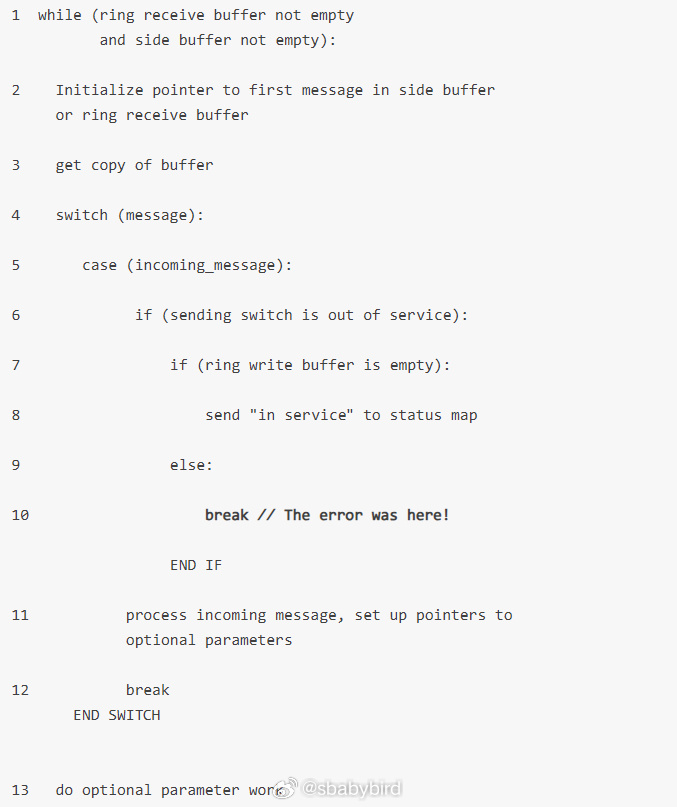 1 while (ring receive buffer not empty
and side buffer not empty):
2 Initialize pointer to first message in side buffer
or ring receive buffer
3 get copy of buffer
4 switch (message):
5 case (incoming_message):
6 if (sending switch is out of service):
7 if (ring write buffer is empty):
8 send "in service" to status map
9 else:
10 break // The error was here!
END IF
11 process incoming message, set up pointers to
optional parameters
12 break
END SWITCH
13 do optional parameter work
@sbabybird